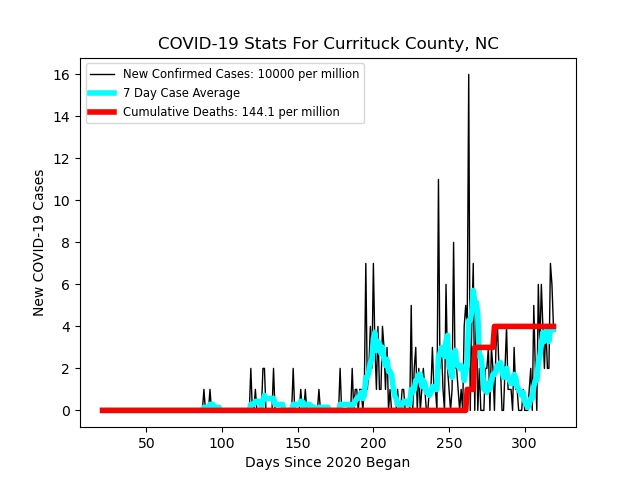 COVID-19 Stats For Currituck County, NC
New Confirmed Cases: 10000 per million
7 Day Case Average
Cumulative Deaths: 144.1 per million
New COVID-19 Cases
16
14
12
10
8
6
4
2
0
50 100 150 200 250 300
Days Since 2020 Began